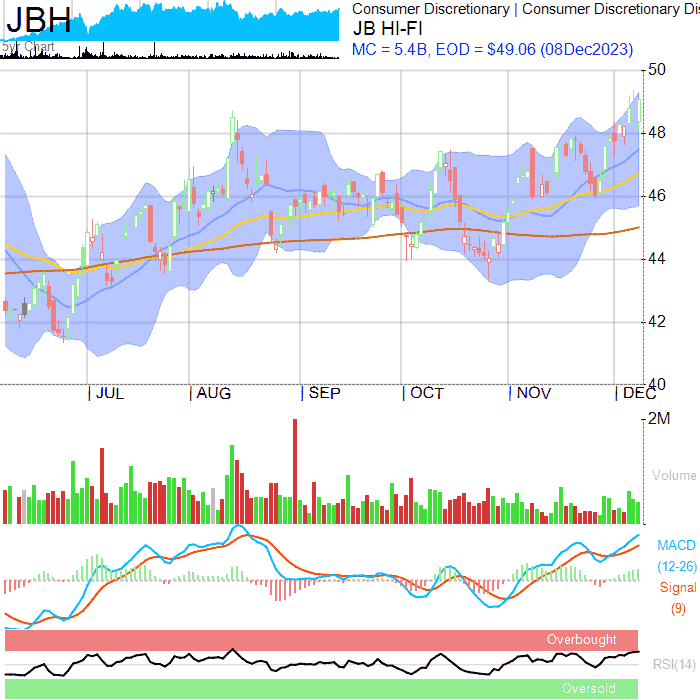 JBH
5yr Chart
Consumer Discretionary | Consumer Discretionary Dis
JB HI-FI
MC = 5.4B, EOD = $49.06 (08Dec2023)
50
48
46
44
42
40
JUL AUG SEP OCT NOV DEC
2M
Volume
MACD
(12-26)
Signal
(9)
Overbought
RSI(14)
Oversold